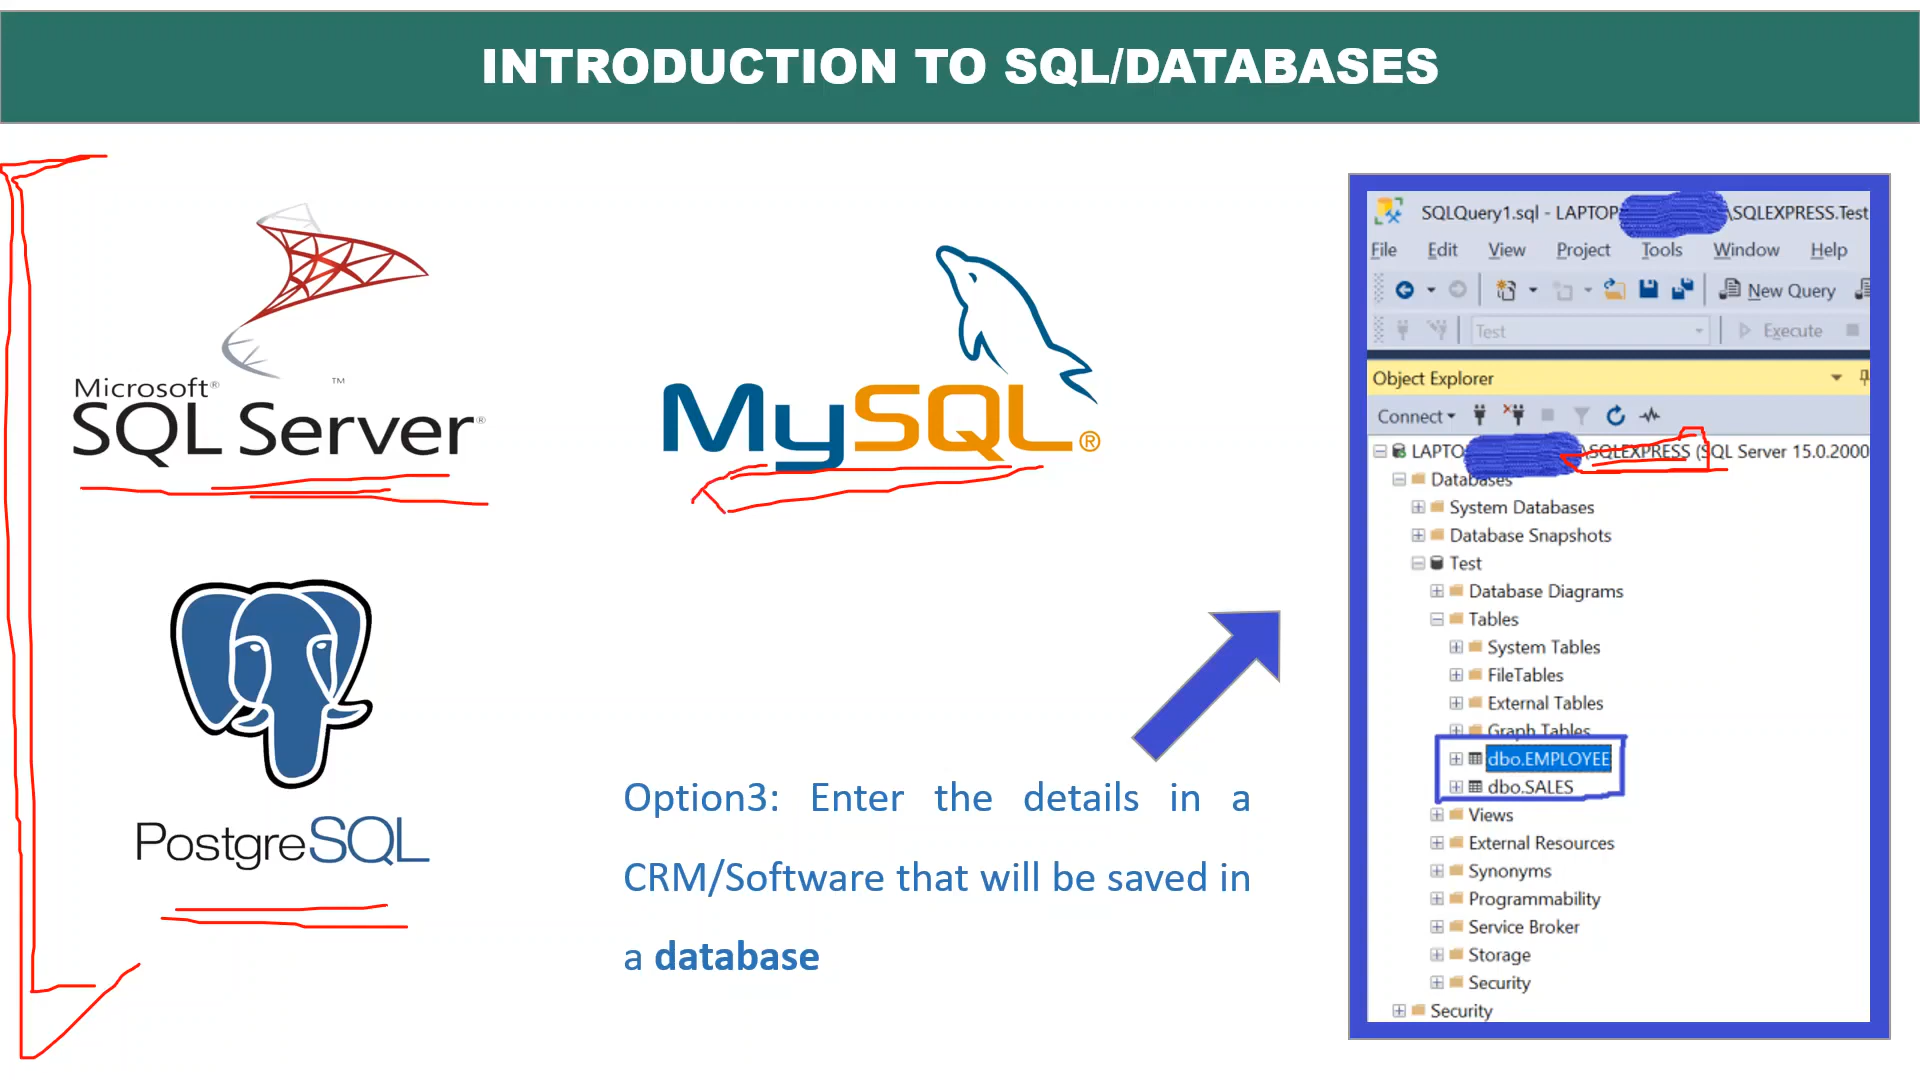 INTRODUCTION TO SQL/DATABASES
Microsoft®
™
SQL Server®
MySQL®
PostgreSQL
Option3: Enter the details in a
CRM/Software that will be saved in
a database
SQLQuery1.sql - LAPTOP \SQLEXPRESS.Test
File Edit View Project Tools Window Help
New Query
Test Execute
Object Explorer
Connect
LAPTO \SQLEXPRESS (SQL Server 15.0.2000
Databases
System Databases
Database Snapshots
Test
Database Diagrams
Tables
System Tables
FileTables
External Tables
Graph Tables
dbo.EMPLOYEE
dbo.SALES
Views
External Resources
Synonyms
Programmability
Service Broker
Storage
Security
Security